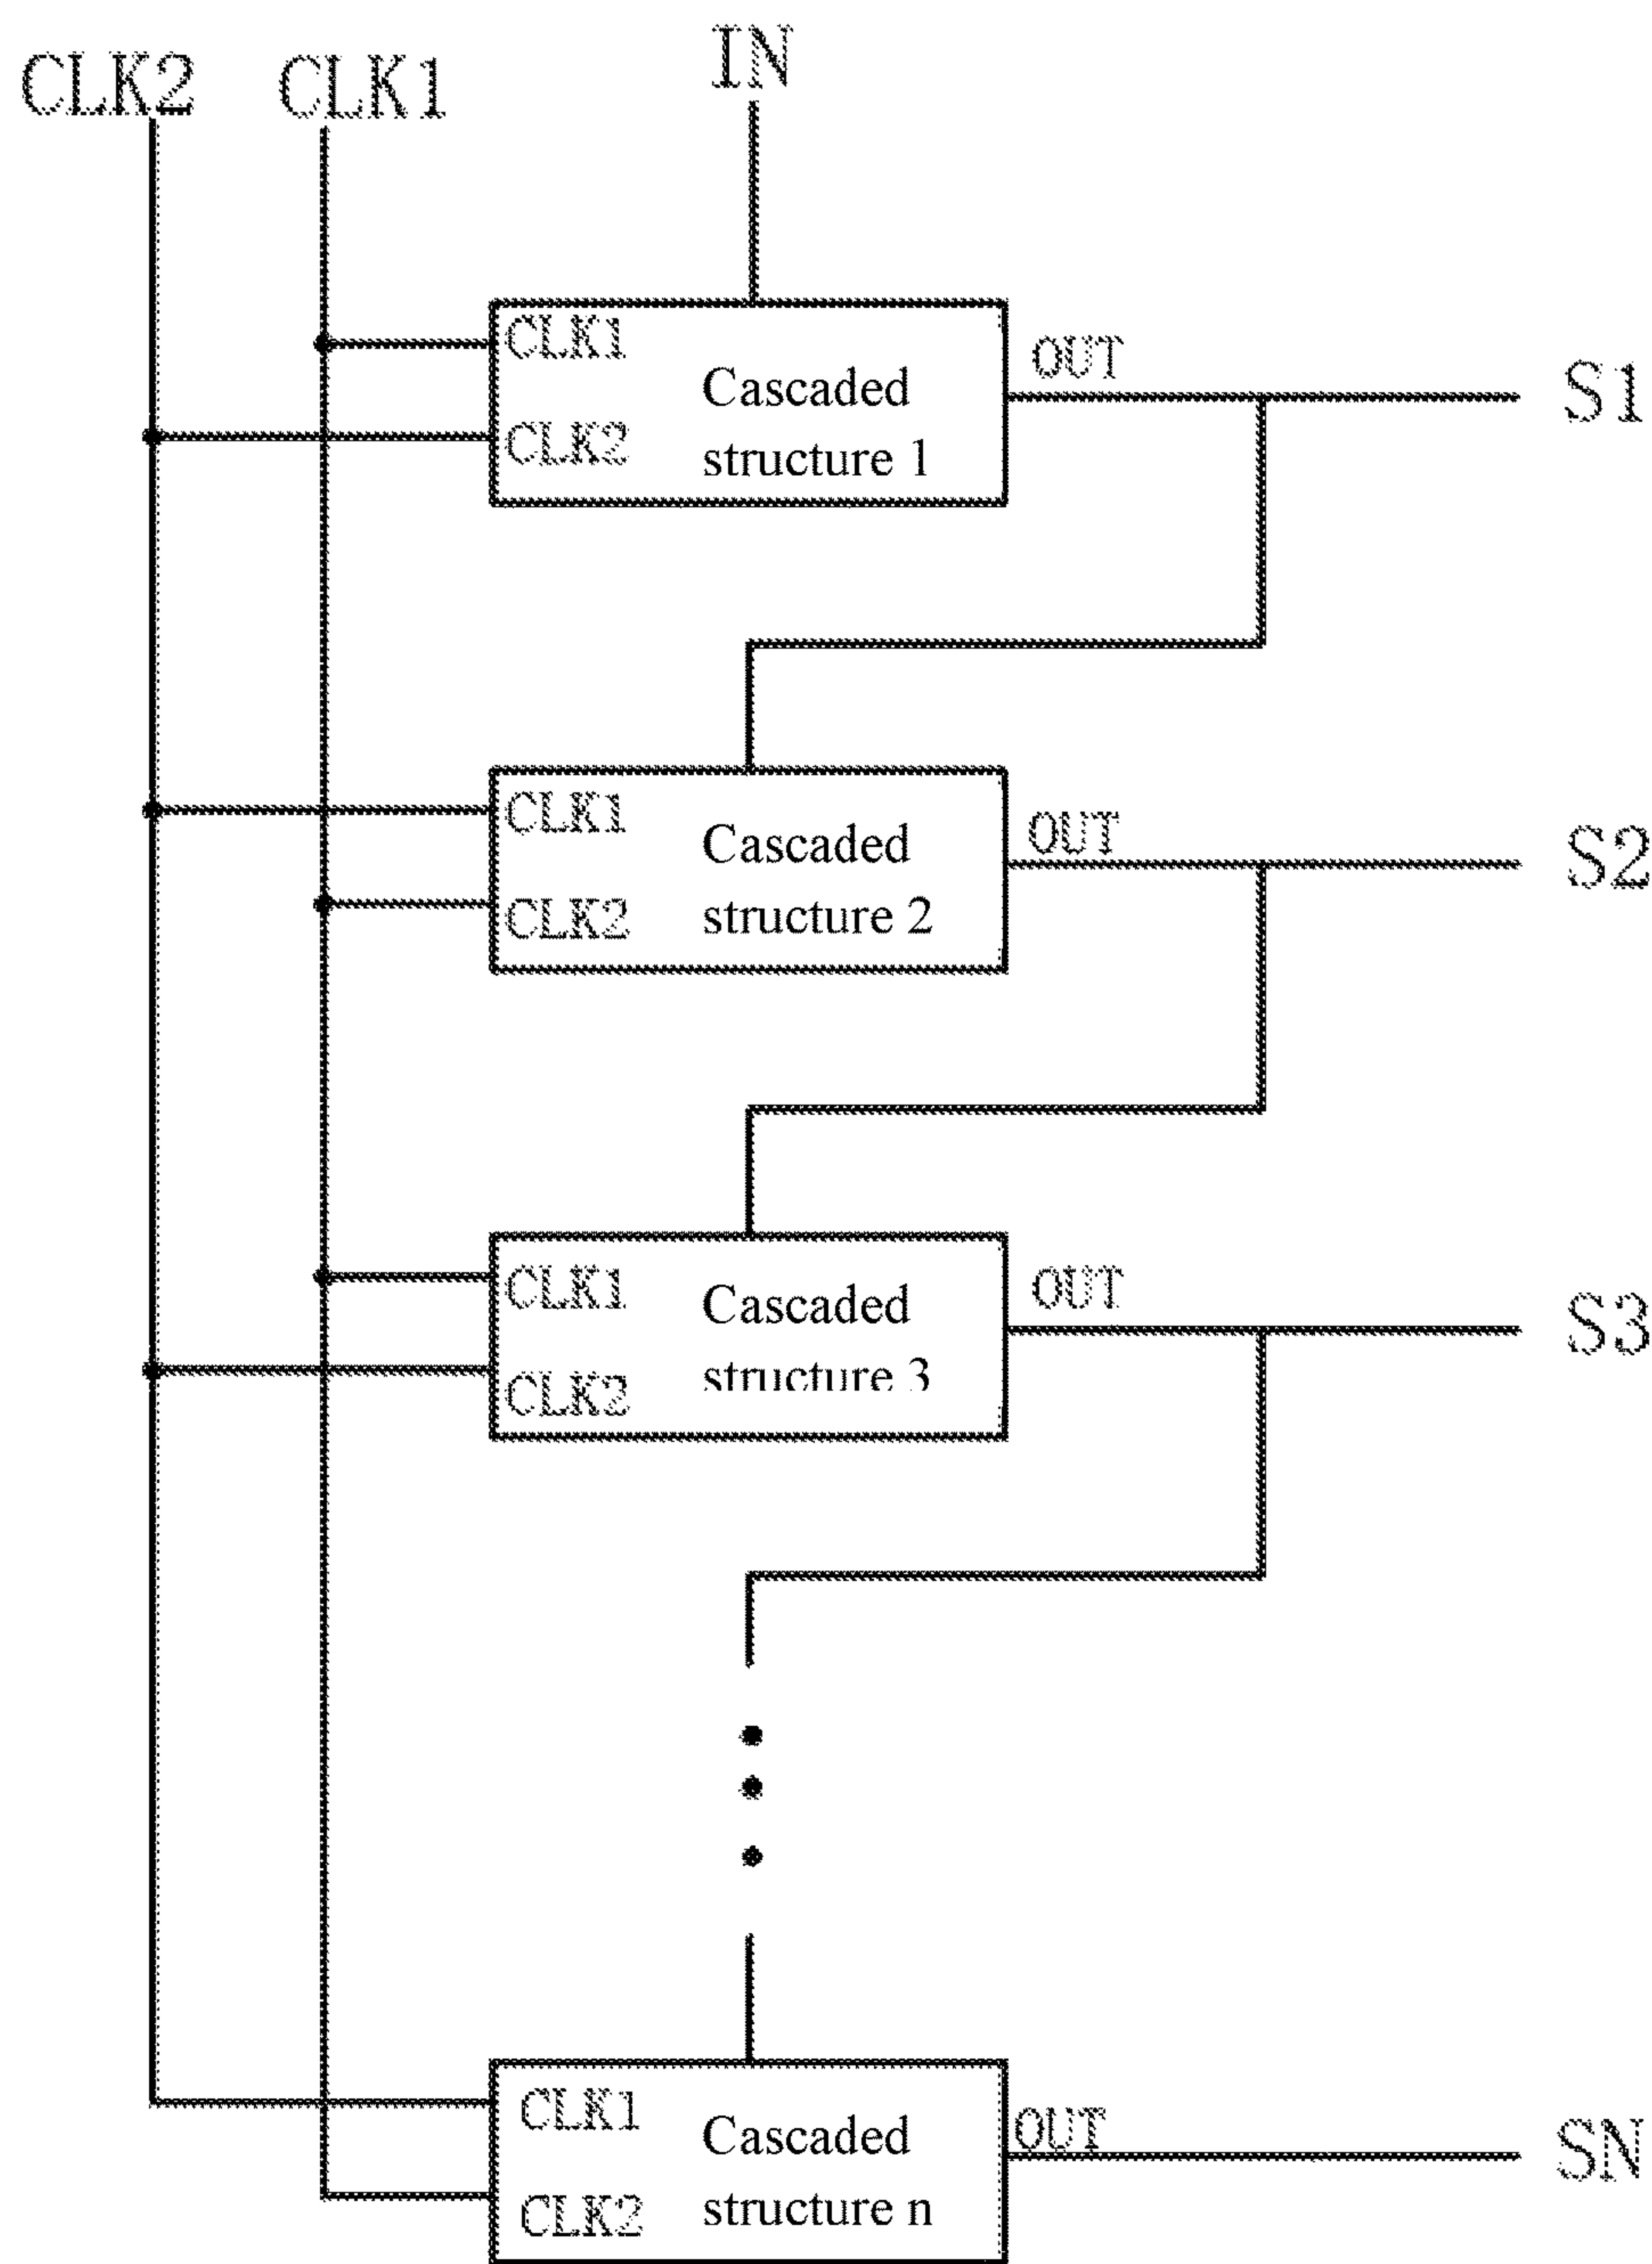 CLK2 CLK1 IN
CLK1
Cascaded
structure 1
CLK2
OUT
S1
CLK1
Cascaded
structure 2
CLK2
OUT
S2
CLK1
Cascaded
structure 3
CLK2
OUT
S3
CLK1
Cascaded
structure n
CLK2
OUT
SN